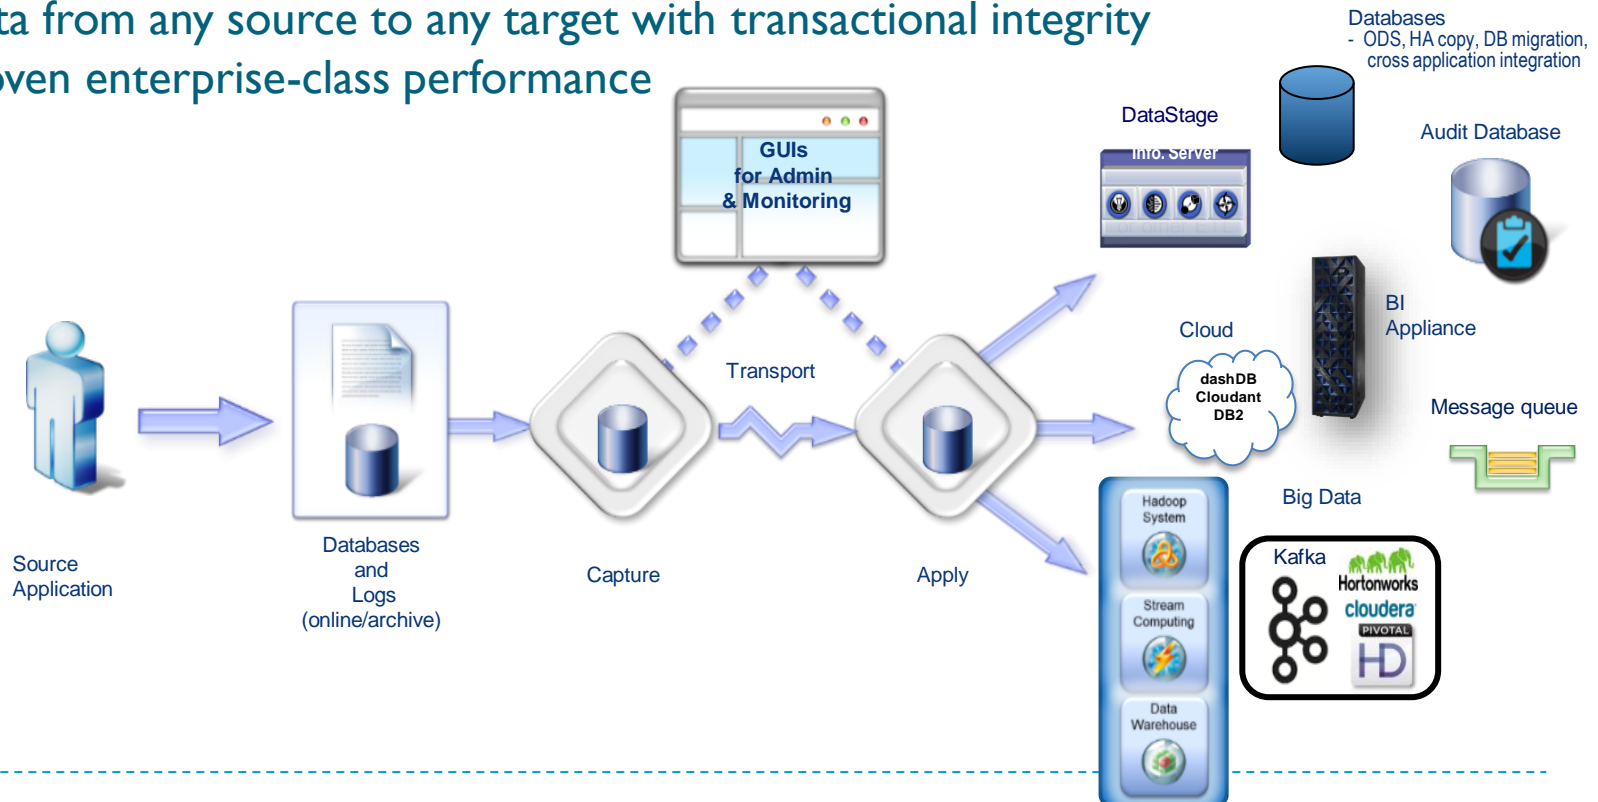 ta from any source to any target with transactional integrity
oven enterprise-class performance
Databases
- ODS, HA copy, DB migration,
cross application integration
GUIs
for Admin
& Monitoring
DataStage
Info. Server
Audit Database
BI
Appliance
Cloud
dashDB
Cloudant
DB2
Message queue
Transport
Source
Application
Databases
and
Logs
(online/archive)
Capture
Apply
Big Data
Hadoop
System
Stream
Computing
Data
Warehouse
Kafka
Hortonworks
cloudera
PIVOTAL
HD